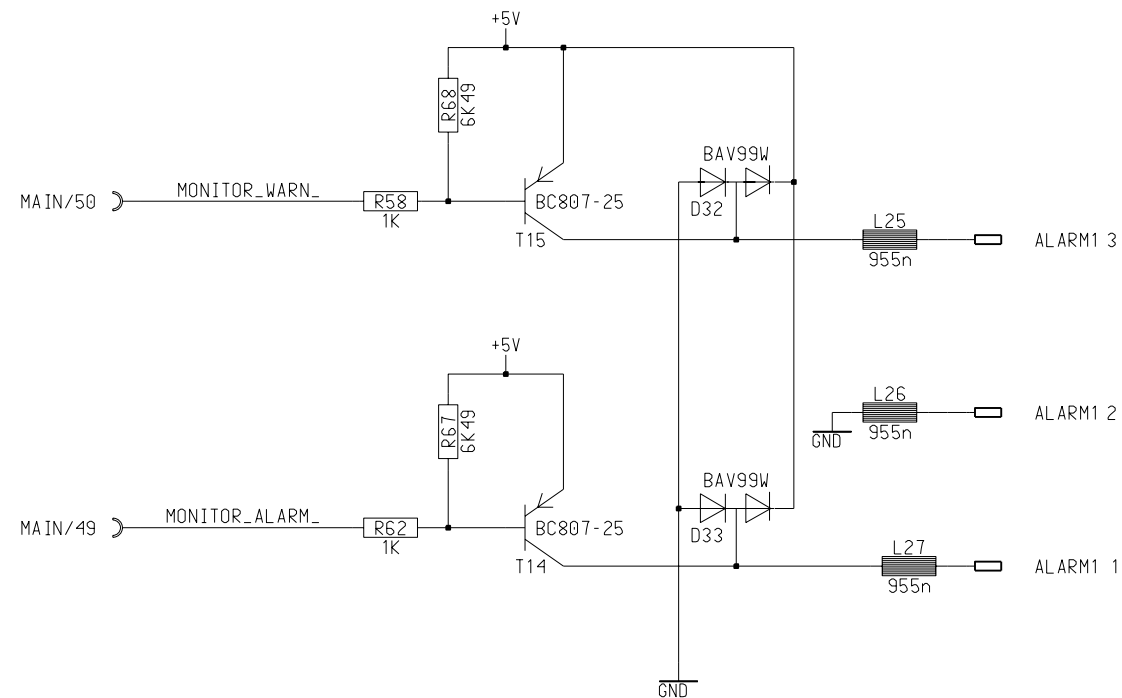 +5V
R68
6K49
BAV99W
MAIN/50
MONITOR_WARN_
R58
1K
BC807-25
D32
T15
L25
955n
ALARM1 3
+5V
R67
6K49
L26
955n
ALARM1 2
GND
BAV99W
MAIN/49
MONITOR_ALARM_
R62
1K
BC807-25
D33
T14
L27
955n
ALARM1 1
GND